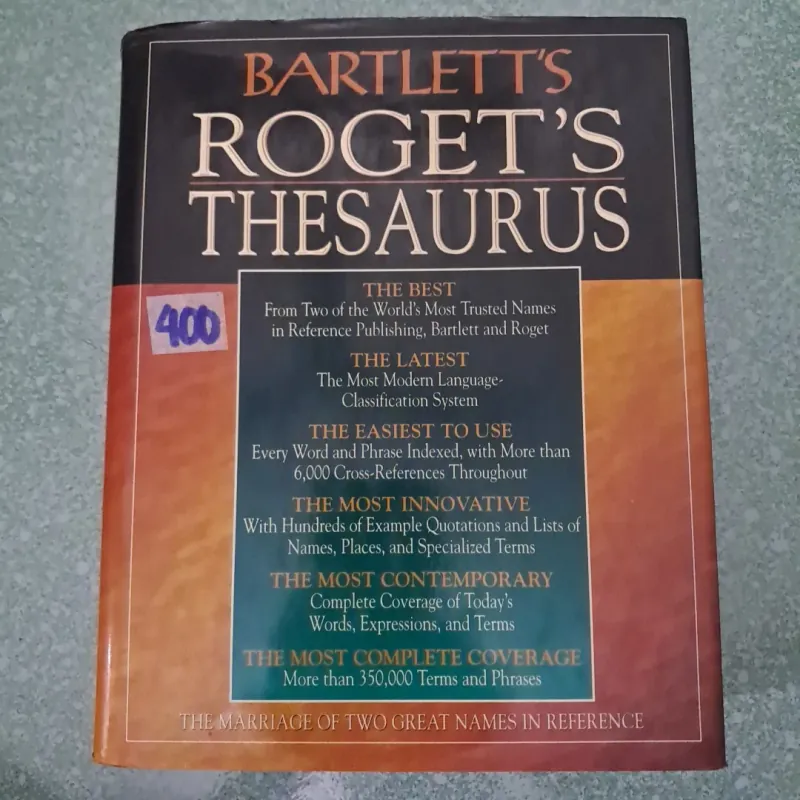 BARTLETT'S
ROGET'S
THESAURUS
THE BEST
From Two of the World's Most Trusted Names
in Reference Publishing, Bartlett and Roget
400
THE LATEST
The Most Modern Language-
Classification System
THE EASIEST TO USE
Every Word and Phrase Indexed, with More than
6,000 Cross-References Throughout
THE MOST INNOVATIVE
With Hundreds of Example Quotations and Lists of
Names, Places, and Specialized Terms
THE MOST CONTEMPORARY
Complete Coverage of Today's
Words, Expressions, and Terms
THE MOST COMPLETE COVERAGE
More than 350,000 Terms and Phrases
THE MARRIAGE OF TWO GREAT NAMES IN REFERENCE